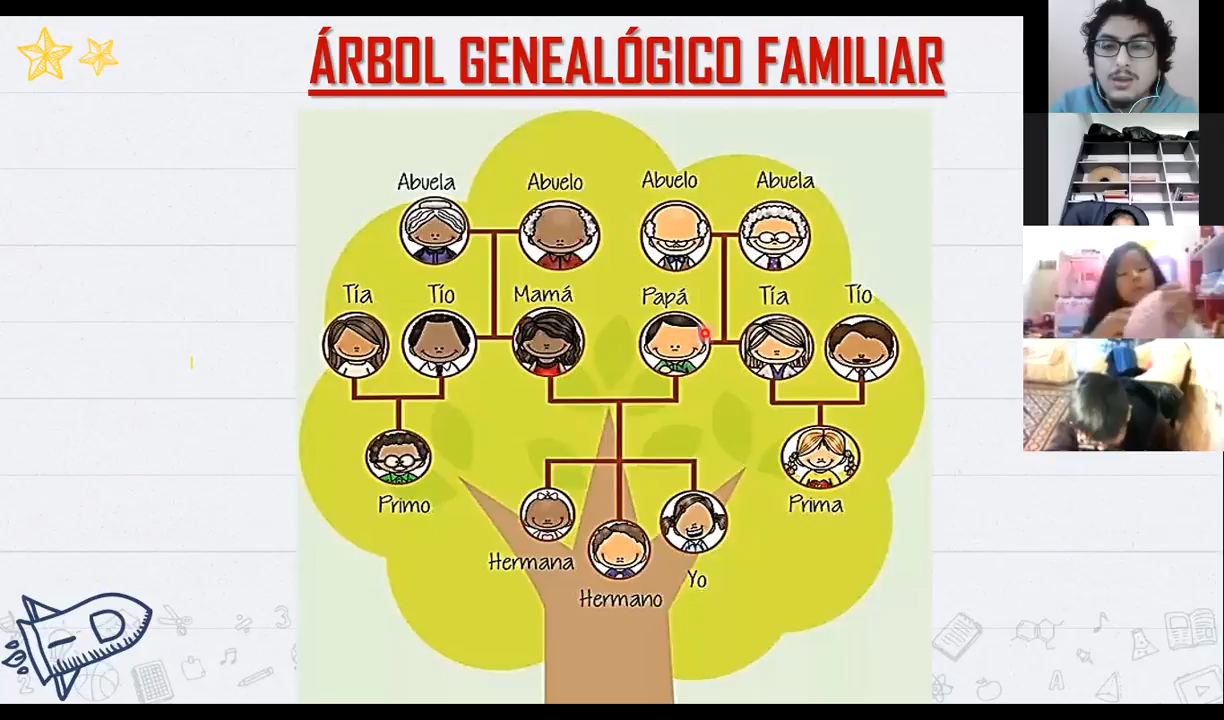 ÁRBOL GENEALÓGICO FAMILIAR
Abuela Abuelo Abuelo Abuela
Tía Tío Mamá Papá Tía Tío
Primo Prima
Hermana Hermano Yo